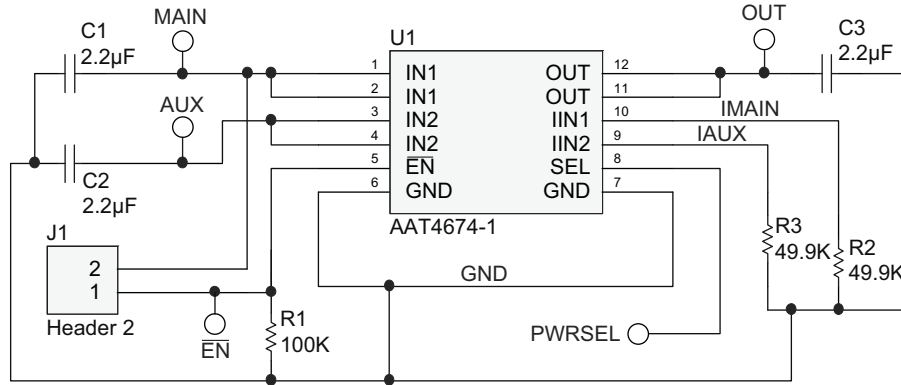 MAIN
C1
2.2µF
AUX
C2
2.2µF
J1
2
1
Header 2
EN
R1
100K
U1
1 IN1 OUT 12
2 IN1 OUT 11
3 IN2 IIN1 10
4 IN2 IIN2 9
5 EN SEL 8
6 GND GND 7
AAT4674-1
GND
PWRSEL
OUT
C3
2.2µF
IMAIN
IAUX
R3
49.9K
R2
49.9K